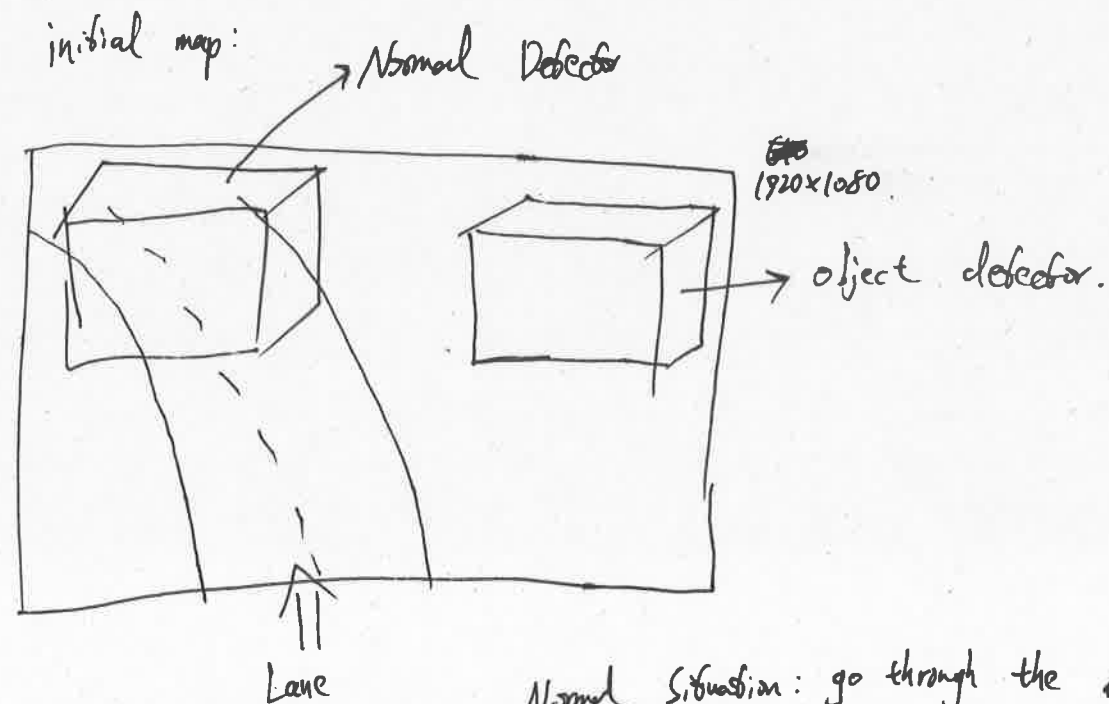 initial map:
Normal Detector
1920x1080
object detector.
Lane
Normal Situation: go through the